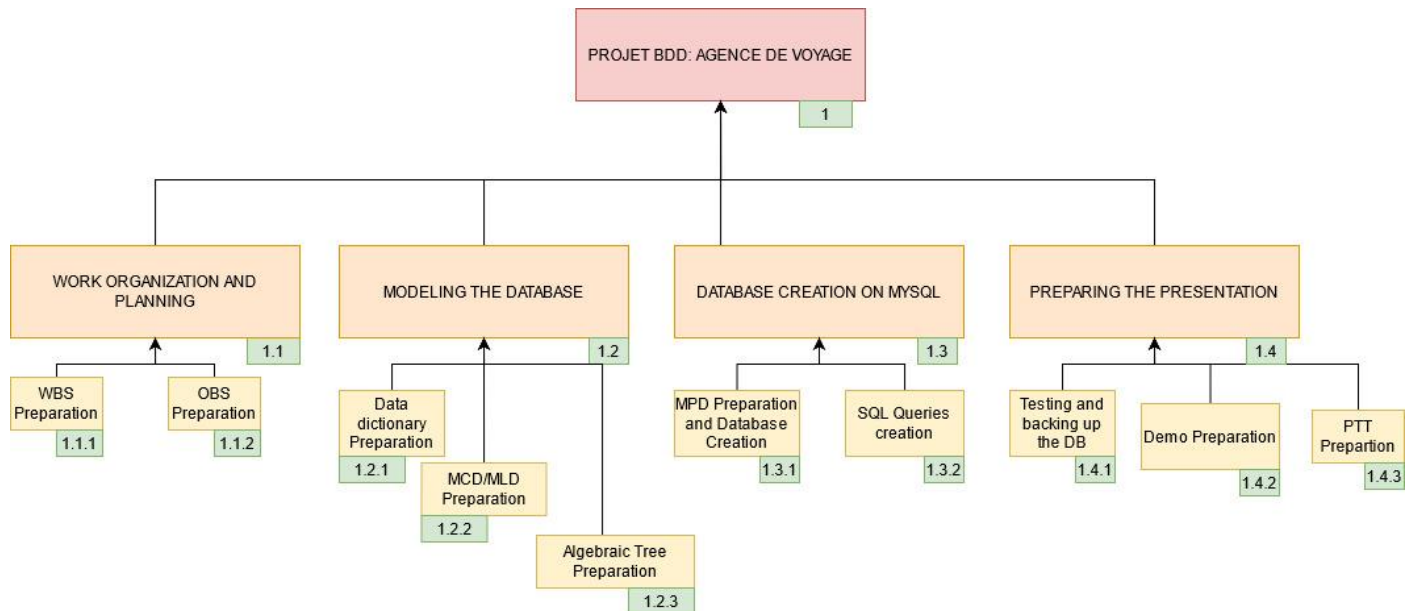 PROJET BDD: AGENCE DE VOYAGE
1
WORK ORGANIZATION AND
PLANNING
1.1
MODELING THE DATABASE
1.2
DATABASE CREATION ON MYSQL
1.3
PREPARING THE PRESENTATION
1.4
WBS
Preparation
1.1.1
OBS
Preparation
1.1.2
Data
dictionary
Preparation
1.2.1
MCD/MLD
Preparation
1.2.2
Algebraic Tree
Preparation
1.2.3
MPD Preparation
and Database
Creation
1.3.1
SQL Queries
creation
1.3.2
Testing and
backing up
the DB
1.4.1
Demo Preparation
1.4.2
PTT
Prepartion
1.4.3